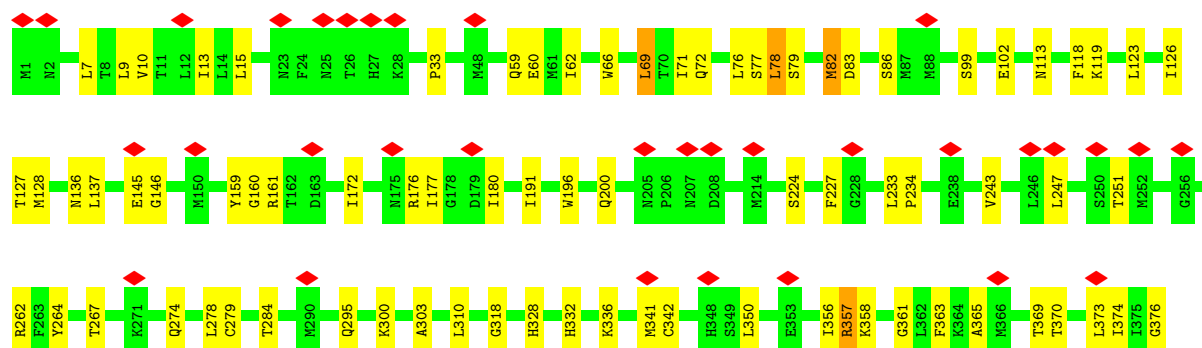 M1 N2 L7 T8 L9 V10 T11 L12 I13 L14 L15 N23 F24 N25 T26 H27 K28 P33 M48 Q59 E60 M61 I62 W66 L69 T70 I71 Q72 L76 S77 L78 S79 M82 D83 S86 M87 M88 S99 E102 N113 F118 K119 L123 I126
T127 M128 N136 L137 E145 G146 M150 Y159 G160 R161 T162 D163 I172 N175 R176 I177 G178 D179 I180 I191 W196 Q200 N205 P206 N207 D208 M214 S224 F227 G228 L233 P234 E238 V243 L246 L247 S250 T251 M252 G256
R262 F263 Y264 T267 K271 Q274 L278 C279 T284 M290 Q295 K300 A303 L310 G318 H328 H332 K336 M341 C342 H348 S349 L350 E353 I356 R357 K358 G361 L362 F363 K364 A365 M366 T369 T370 L373 I374 I375 G376